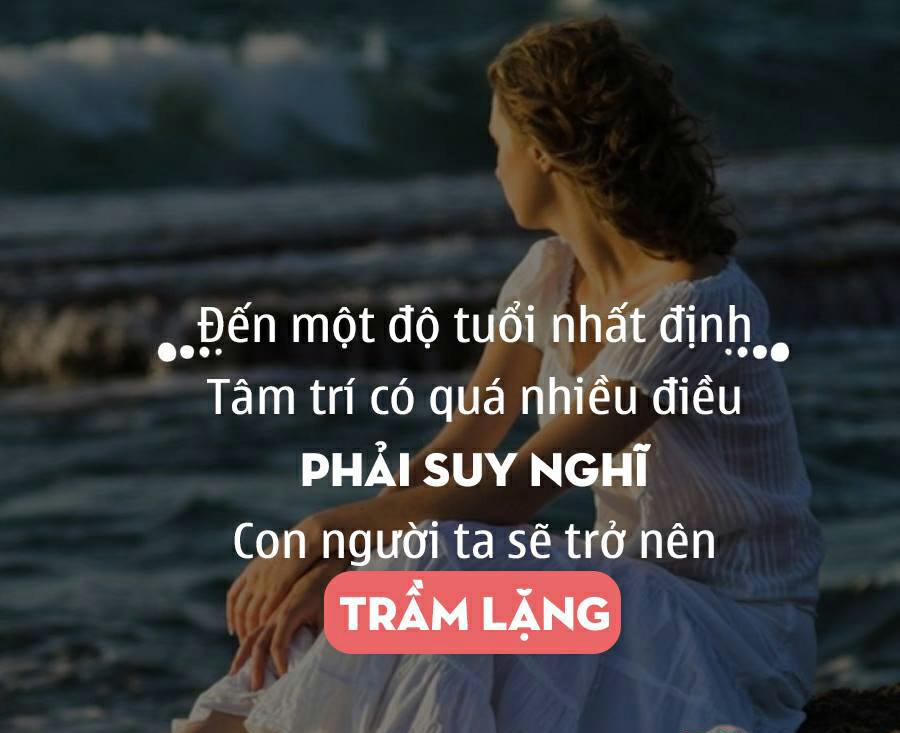 Đến một độ tuổi nhất định
Tâm trí có quá nhiều điều
PHẢI SUY NGHĨ
Con người ta sẽ trở nên
TRẦM LẶNG